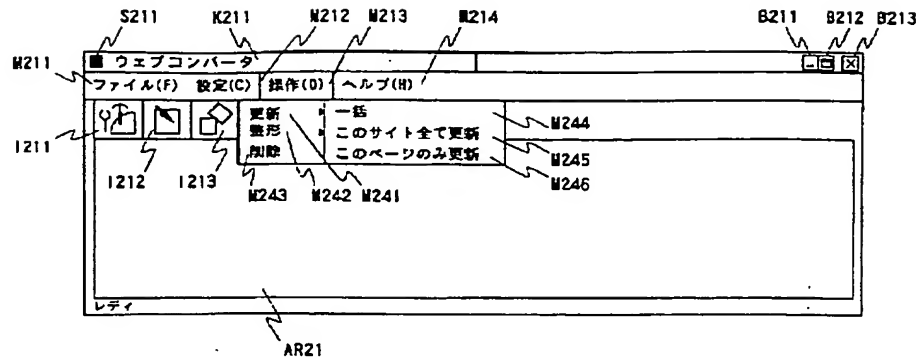 S211 K211 M212 M213 M214 B211 B212 B213
M211
ウェブコンバータ
ファイル(F) 設定(C) 操作(O) ヘルプ(H)
更新 一括 M244
整形 このサイト全て更新 M245
削除 このページのみ更新 M246
I211 I212 I213 M243 M242 M241
レディ
AR21